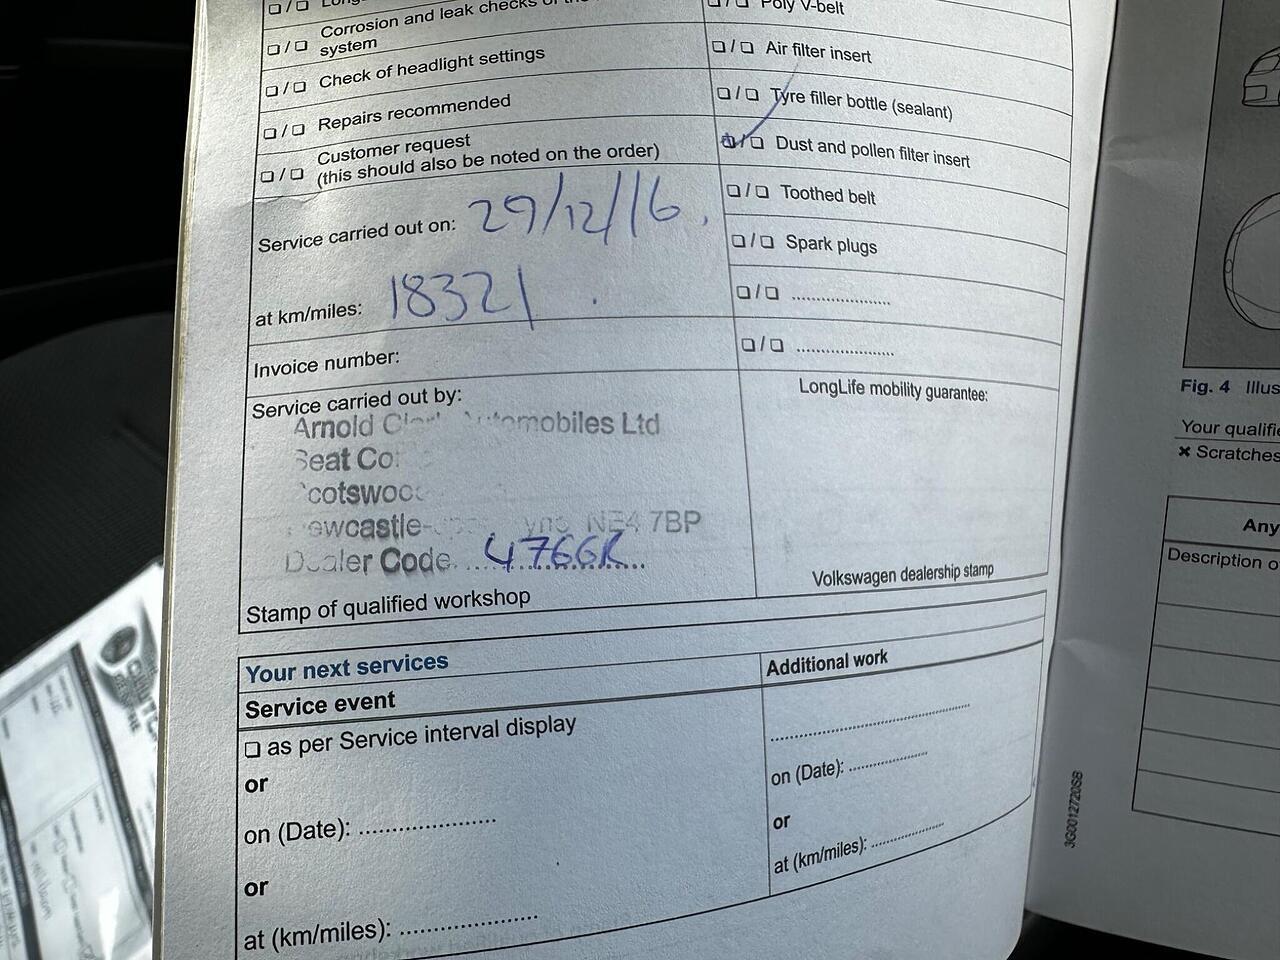 Corrosion and leak checks of the
system
Check of headlight settings
Repairs recommended
Customer request
(this should also be noted on the order)
Poly V-belt
Air filter insert
Tyre filler bottle (sealant)
Dust and pollen filter insert
Toothed belt
Spark plugs
Service carried out on: 29/12/16.
at km/miles: 18321.
Invoice number:
Service carried out by:
Arnold Automobiles Ltd
Seat
NE4 7BP
Dealer Code. 4766R
Stamp of qualified workshop
LongLife mobility guarantee:
Volkswagen dealership stamp
Your next services
Service event
Additional work
as per Service interval display
or
on (Date): ....................
or
at (km/miles): ....................
on (Date): ................
or
at (km/miles): ...............
3G0012720SB
Fig. 4
Your
× Scratches
Any
Description